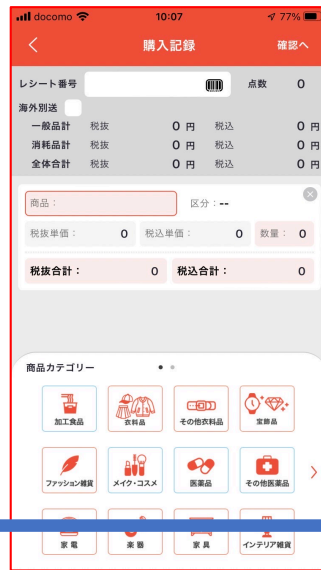 docomo 10:07 77%
購入記録 確認へ
レシート番号 点数 0
海外別送
一般品計 税抜 0 円 税込 0 円
消耗品計 税抜 0 円 税込 0 円
全体合計 税抜 0 円 税込 0 円
商品： 区分：--
税抜単価： 0 税込単価： 0 数量： 0
税抜合計： 0 税込合計： 0
商品カテゴリー
加工食品 衣料品 その他衣料品 宝飾品
ファッション雑貨 メイク・コスメ 医薬品 その他医薬品
家電 楽器 家具 インテリア雑貨